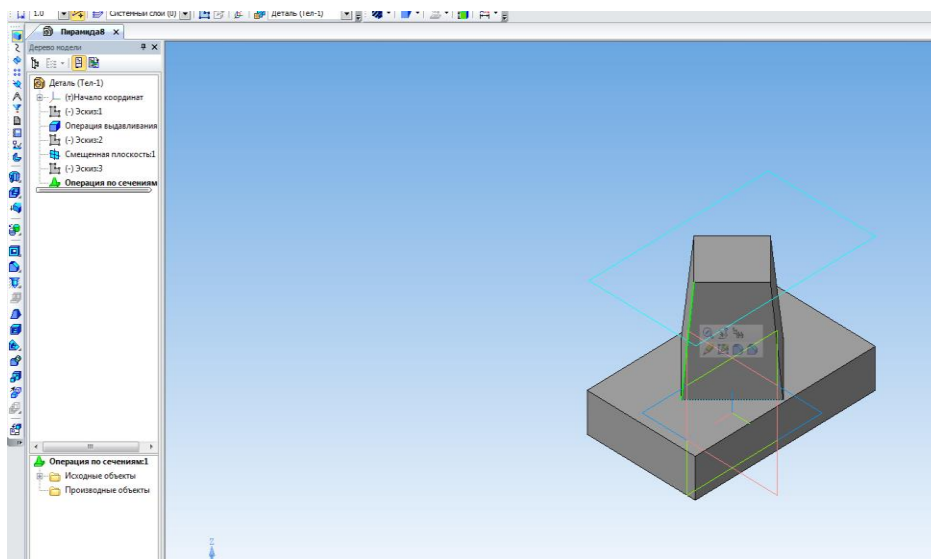 1.0 Системный слой (0) Деталь (Тел-1)
Пирамида8
Дерево модели
Деталь (Тел-1)
(т)Начало координат
(-) Эскиз:1
Операция выдавливания
(-) Эскиз:2
Смещенная плоскость:1
(-) Эскиз:3
Операция по сечениям
Операция по сечениям:1
Исходные объекты
Производные объекты
Z